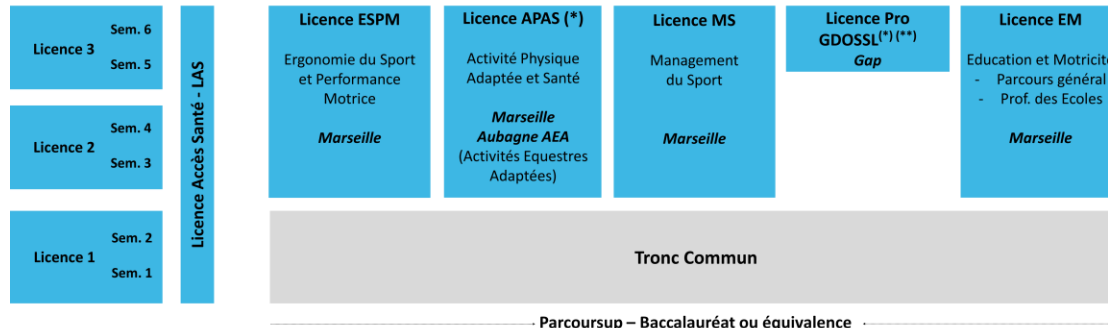 Licence 3
Sem. 6
Sem. 5
Licence 2
Sem. 4
Sem. 3
Licence 1
Sem. 2
Sem. 1
Licence Accès Santé - LAS
Licence ESPM
Ergonomie du Sport
et Performance
Motrice
Marseille
Licence APAS (*)
Activité Physique
Adaptée et Santé
Marseille
Aubagne AEA
(Activités Equestres
Adaptées)
Licence MS
Management
du Sport
Marseille
Licence Pro
GDOSSL(*) (**)
Gap
Licence EM
Education et Motricité
- Parcours général
- Prof. des Ecoles
Marseille
Tronc Commun
Parcoursup – Baccalauréat ou équivalence